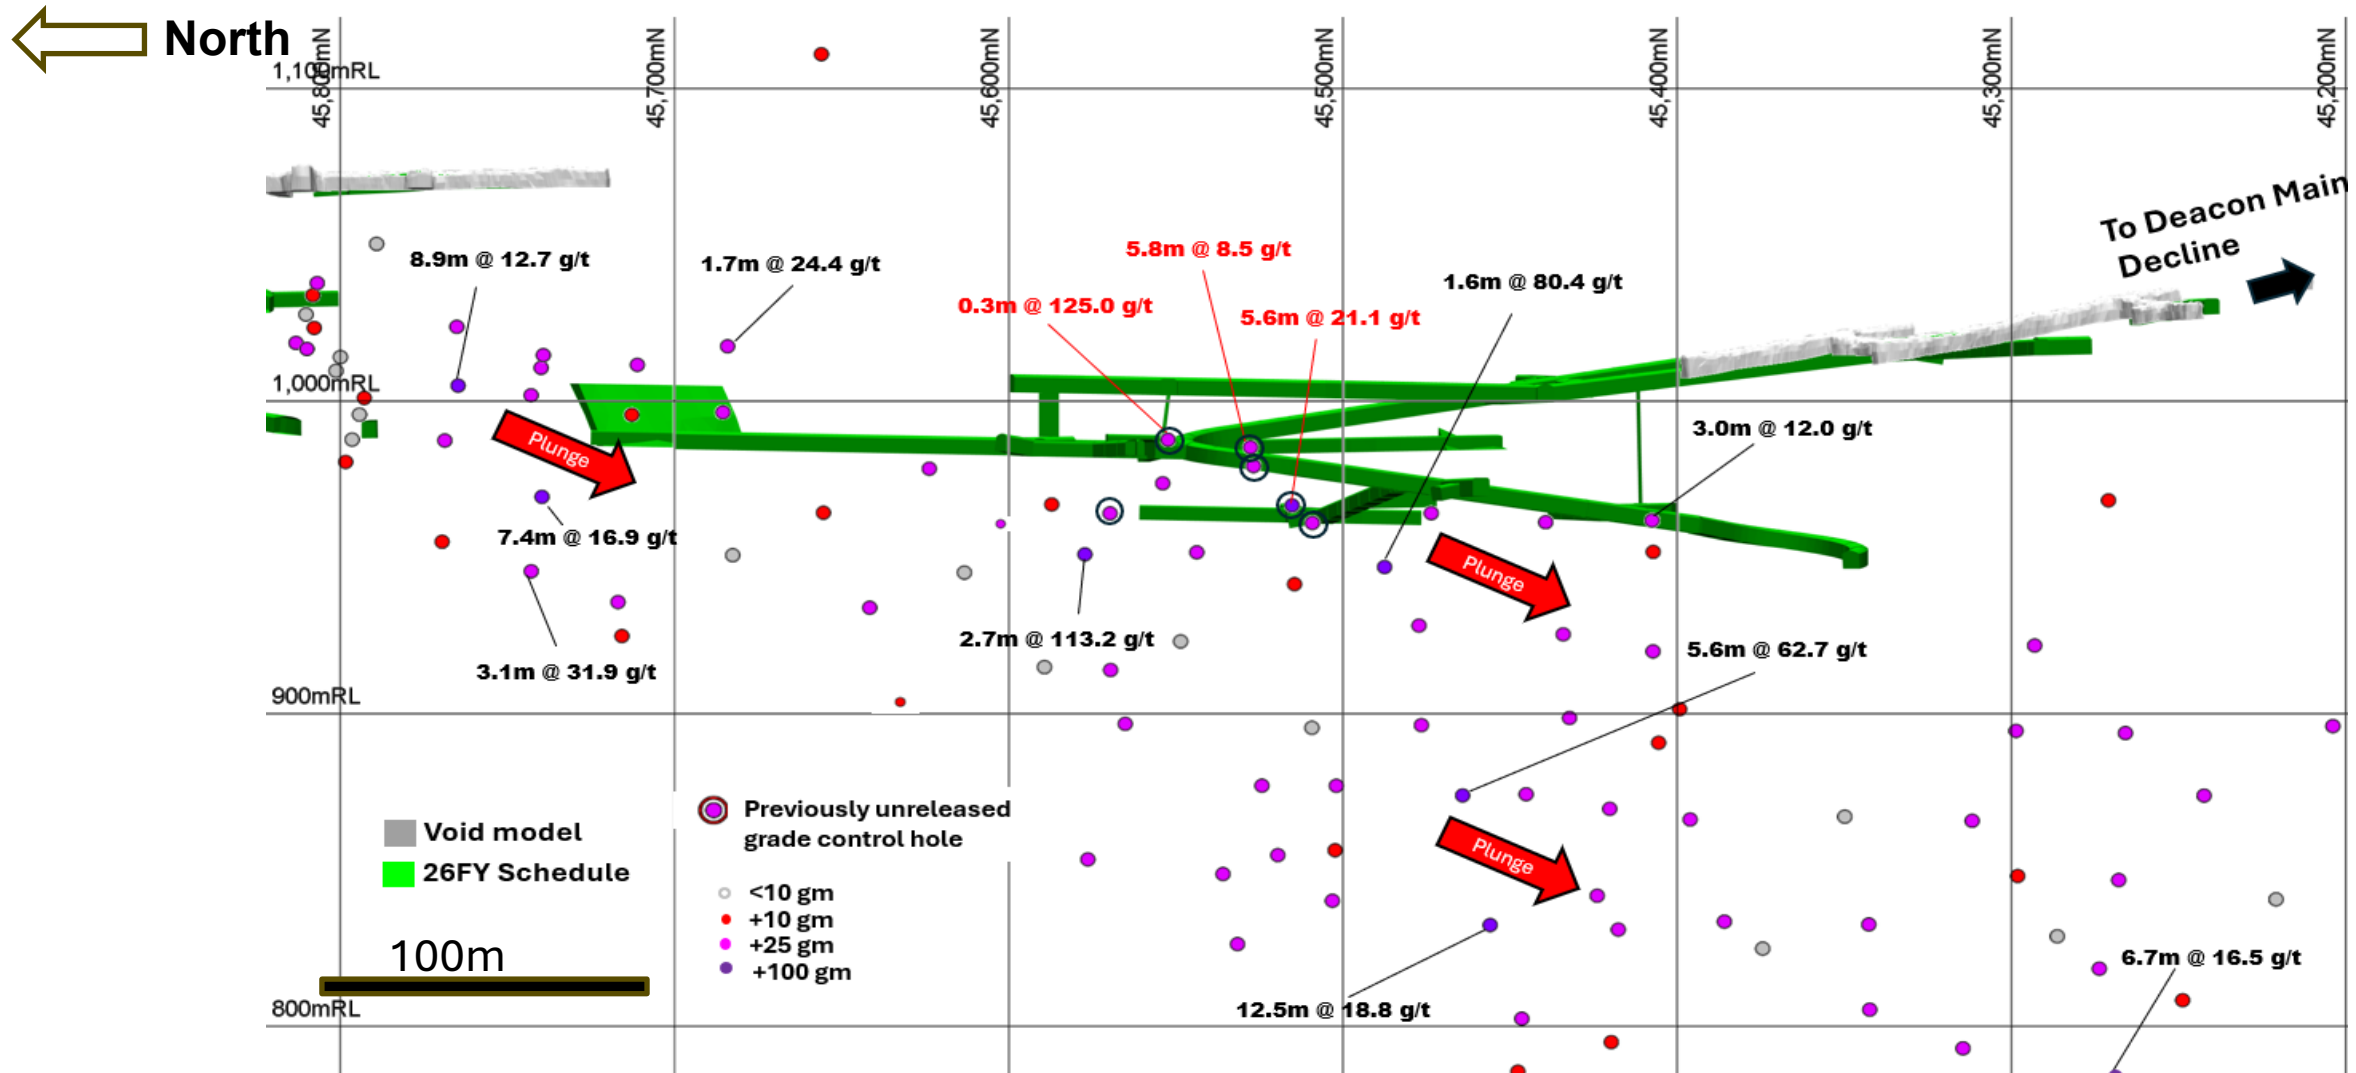 North
45,800mN
45,700mN
45,600mN
45,500mN
45,400mN
45,300mN
45,200mN
1,100mRL
To Deacon Main
Decline
8.9m @ 12.7 g/t
1.7m @ 24.4 g/t
5.8m @ 8.5 g/t
0.3m @ 125.0 g/t
5.6m @ 21.1 g/t
1.6m @ 80.4 g/t
1,000mRL
3.0m @ 12.0 g/t
Plunge
7.4m @ 16.9 g/t
Plunge
2.7m @ 113.2 g/t
5.6m @ 62.7 g/t
3.1m @ 31.9 g/t
900mRL
Previously unreleased
grade control hole
Void model
26FY Schedule
Plunge
<10 gm
+10 gm
+25 gm
+100 gm
100m
6.7m @ 16.5 g/t
12.5m @ 18.8 g/t
800mRL